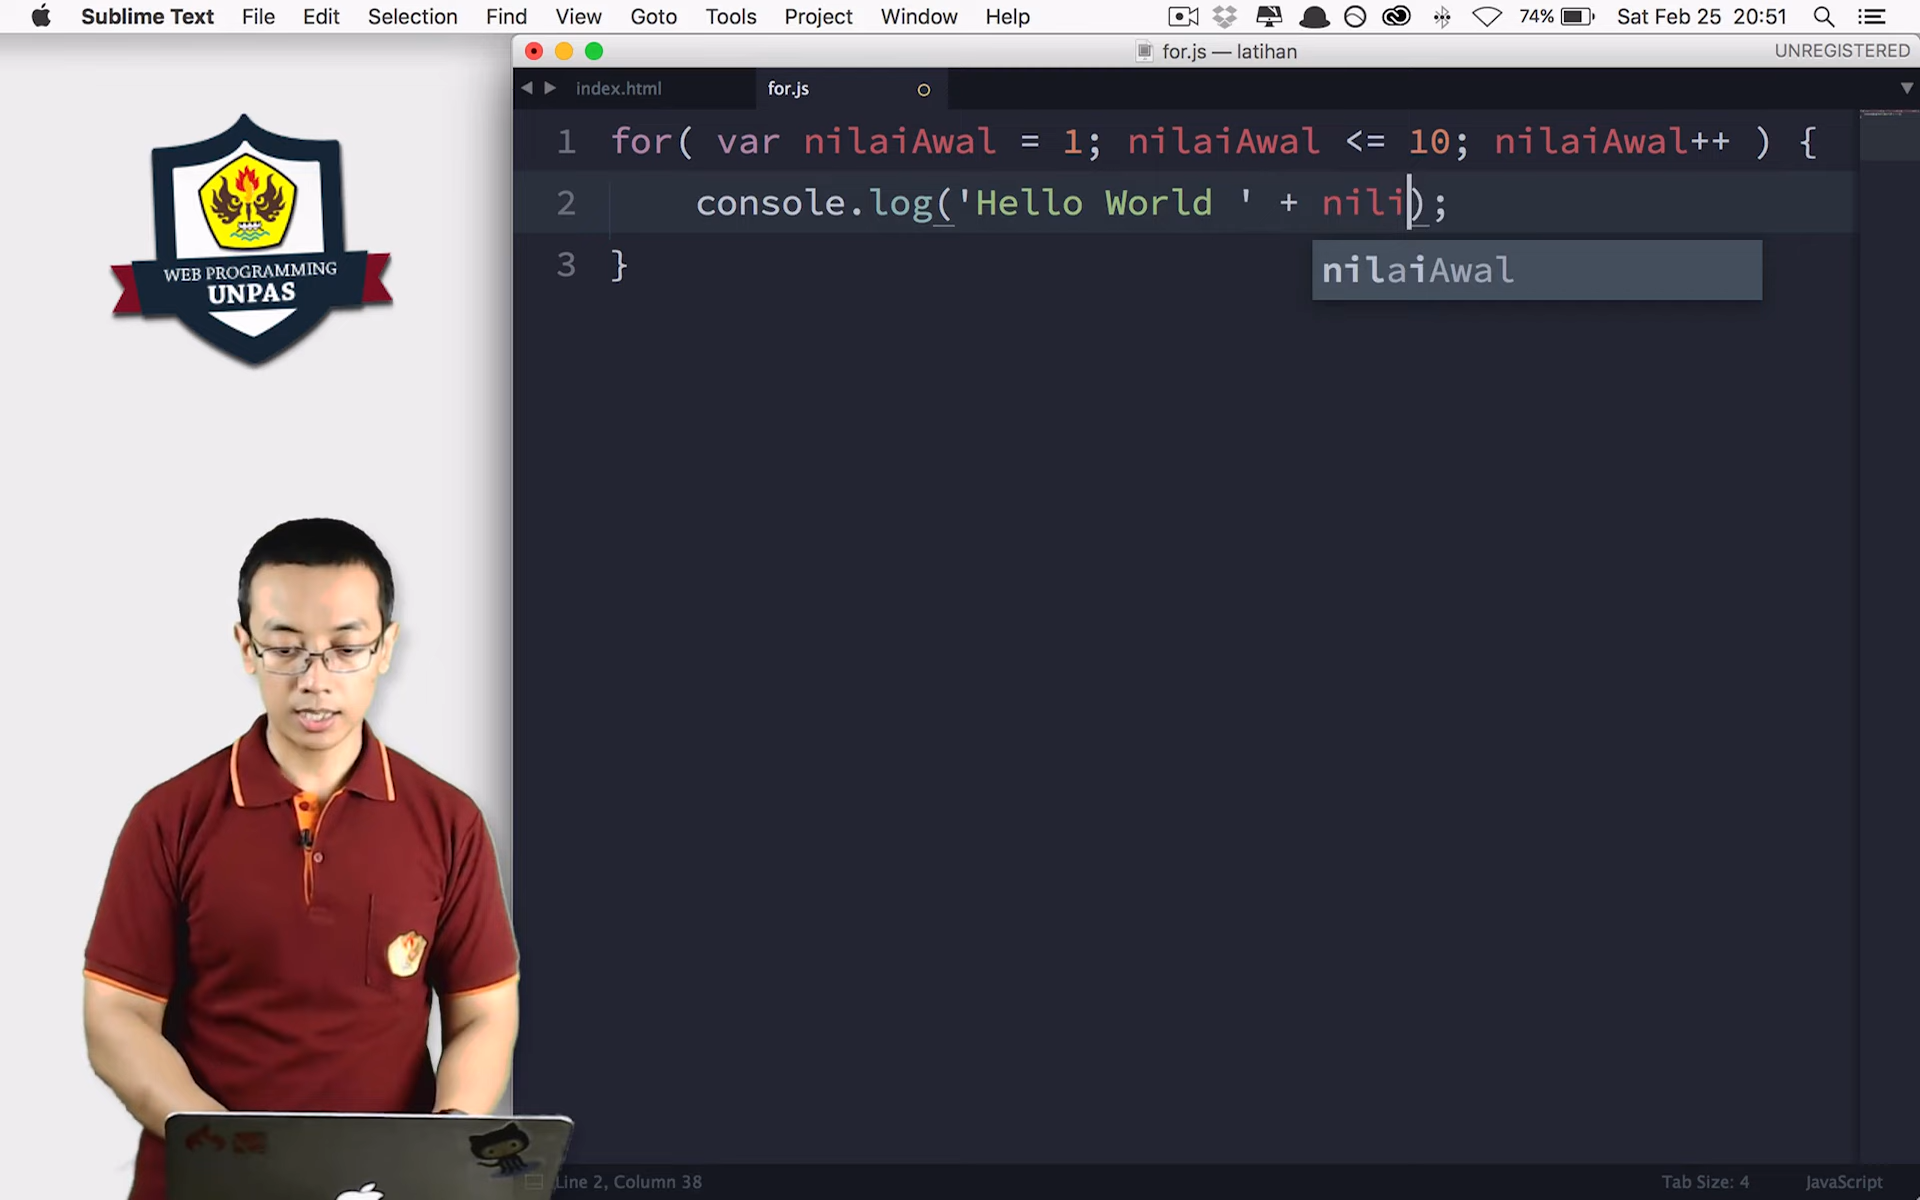 Sublime Text File Edit Selection Find View Goto Tools Project Window Help 74% Sat Feb 25 20:51
for.js — latihan UNREGISTERED
index.html for.js
1 for( var nilaiAwal = 1; nilaiAwal <= 10; nilaiAwal++ ) {
2 console.log('Hello World ' + nili);
nilaiAwal
3 }
WEB PROGRAMMING
UNPAS
Line 2, Column 38 Tab Size: 4 JavaScript